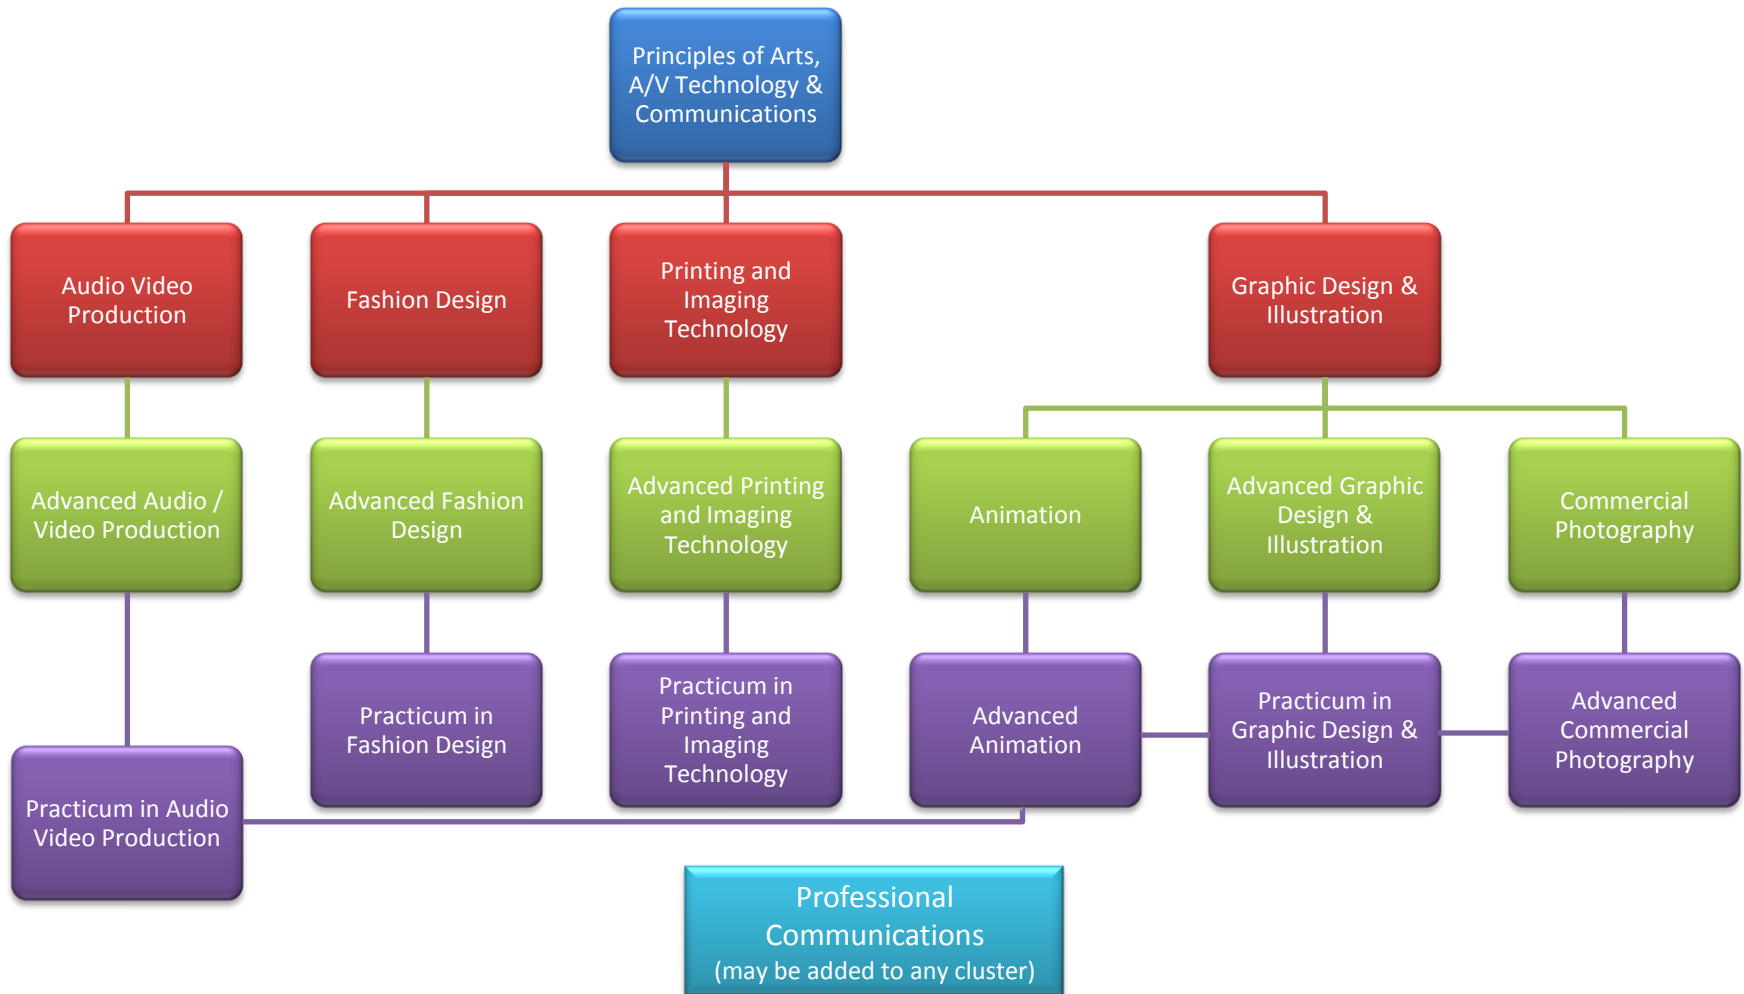 Principles of Arts,
A/V Technology &
Communications
Audio Video
Production
Fashion Design
Printing and
Imaging
Technology
Graphic Design &
Illustration
Advanced Audio /
Video Production
Advanced Fashion
Design
Advanced Printing
and Imaging
Technology
Animation
Advanced Graphic
Design &
Illustration
Commercial
Photography
Practicum in Audio
Video Production
Practicum in
Fashion Design
Practicum in
Printing and
Imaging
Technology
Advanced
Animation
Practicum in
Graphic Design &
Illustration
Advanced
Commercial
Photography
Professional
Communications
(may be added to any cluster)